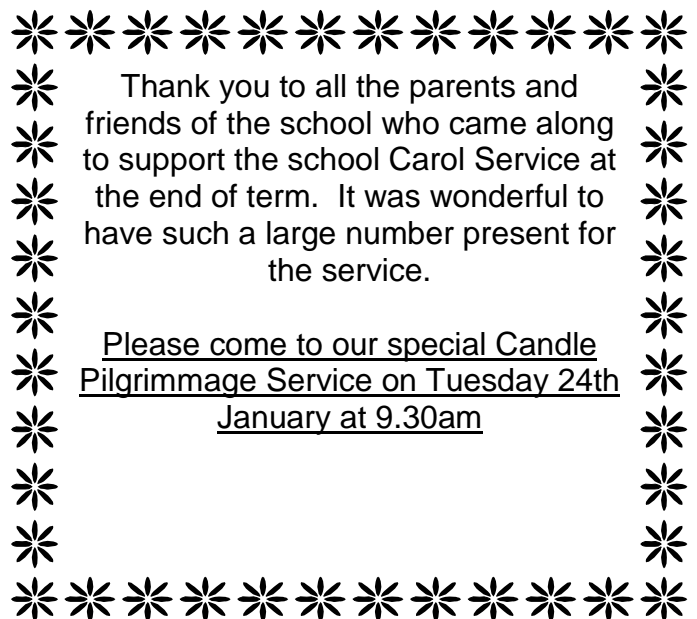 Thank you to all the parents and
friends of the school who came along
to support the school Carol Service at
the end of term.  It was wonderful to
have such a large number present for
the service.
Please come to our special Candle
Pilgrimmage Service on Tuesday 24th
January at 9.30am